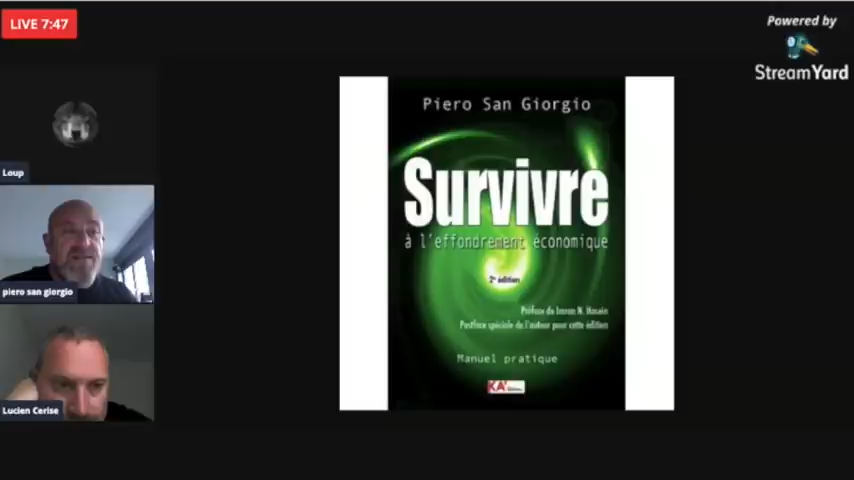 LIVE 7:47
Powered by
StreamYard
Loup
piero san giorgio
Lucien Cerise
Piero San Giorgio
Survivre
à l'effondrement économique
2e édition
Préface de Imran N. Hosein
Postface spéciale de l'auteur pour cette édition
Manuel pratique
KA'